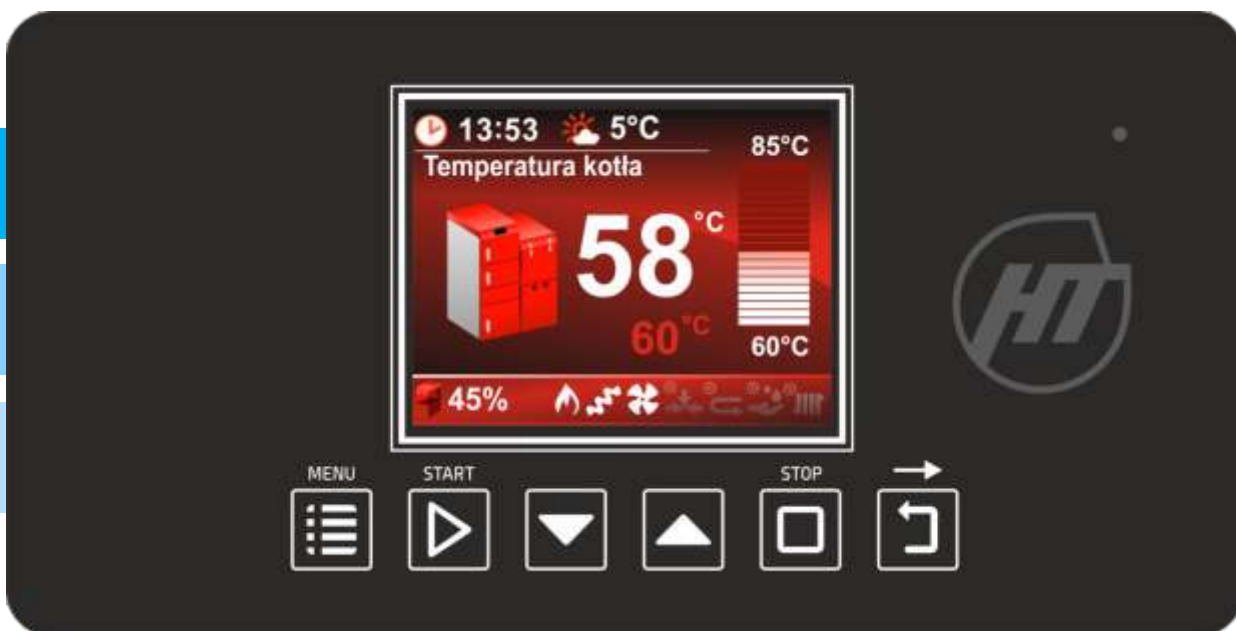 13:53 5°C
85°C
Temperatura kotła
58°C
60°C
60°C
45%
MENU START STOP
HT